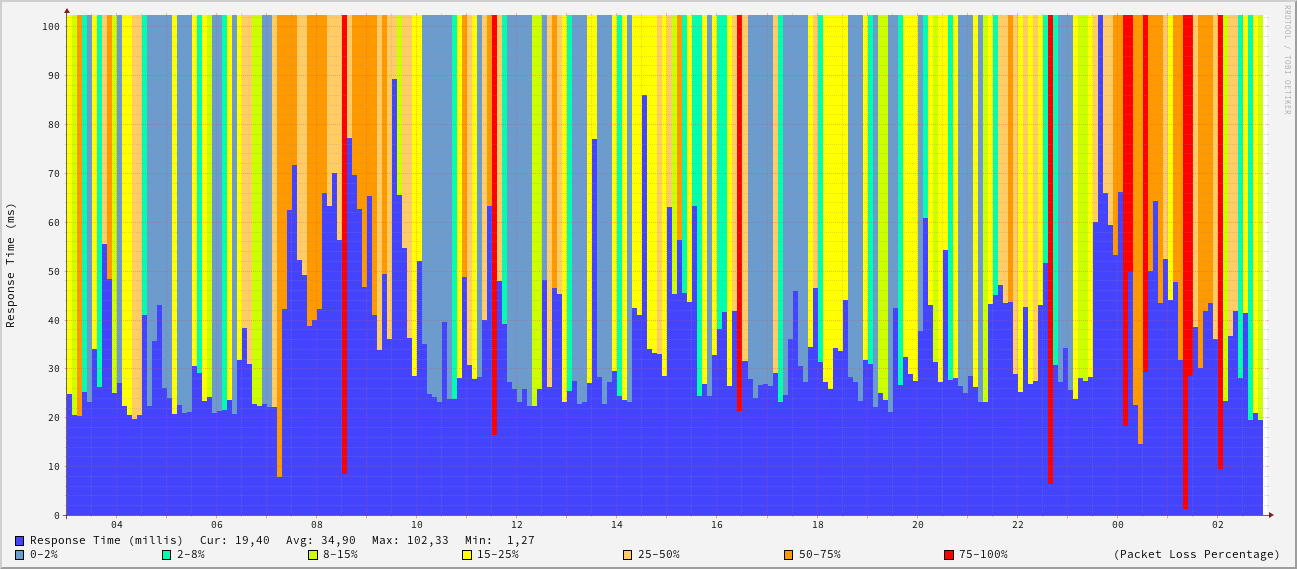 RRDTOOL / TOBI OETIKER
Response Time (ms)
100
90
80
70
60
50
40
30
20
10
0
04 06 08 10 12 14 16 18 20 22 00 02
Response Time (millis) Cur: 19,40 Avg: 34,90 Max: 102,33 Min: 1,27
0-2% 2-8% 8-15% 15-25% 25-50% 50-75% 75-100% (Packet Loss Percentage)